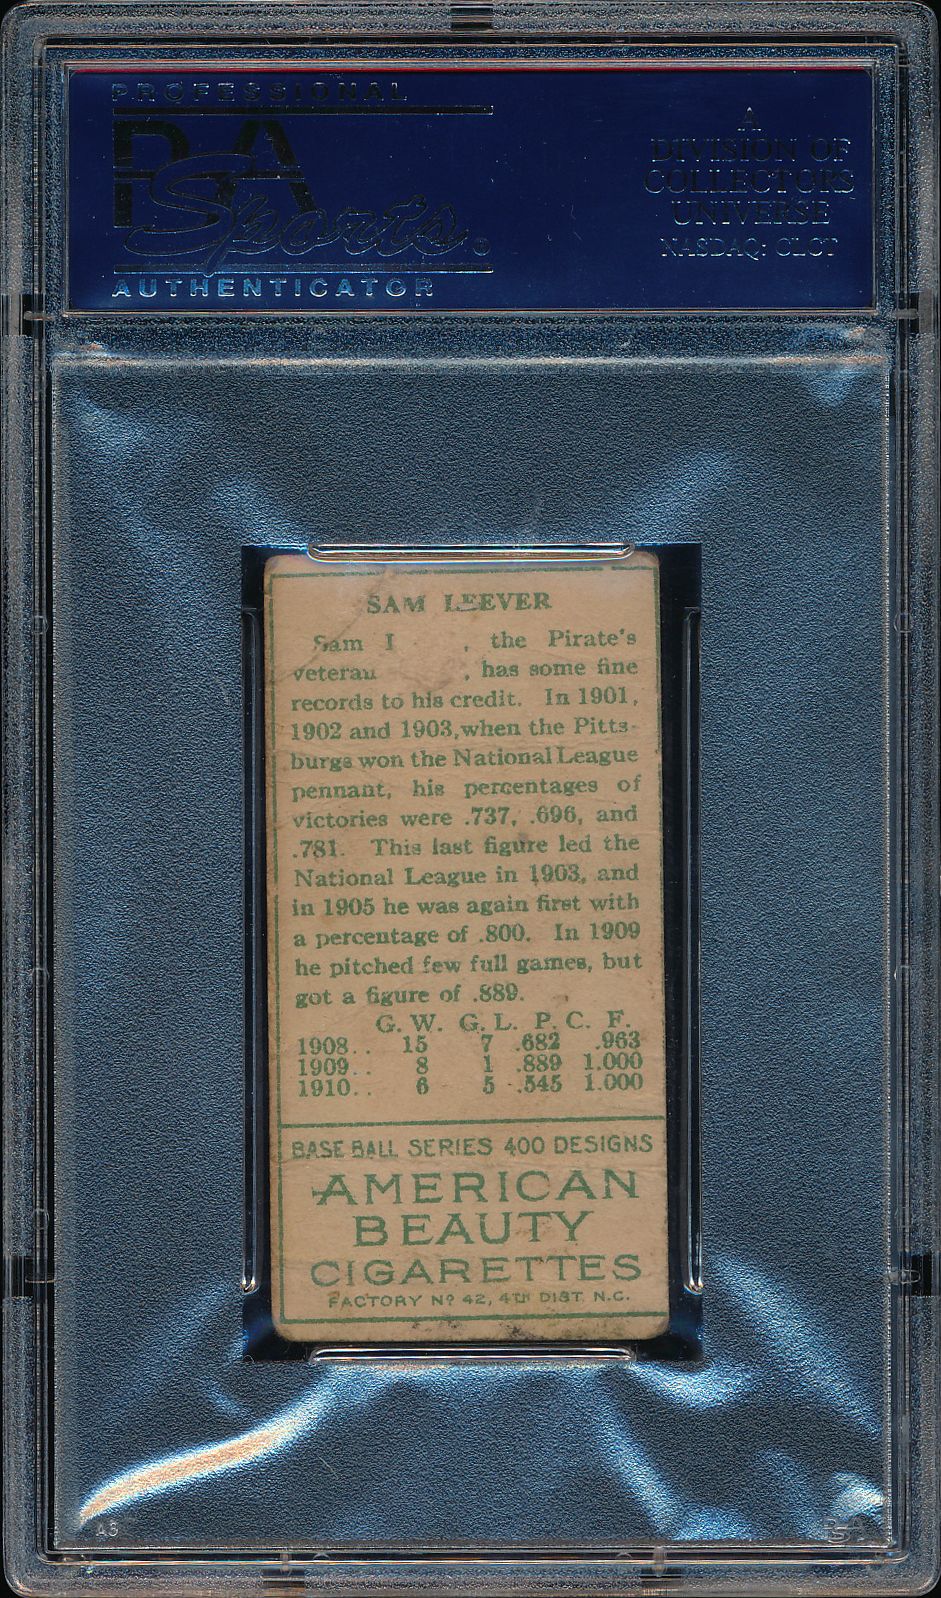 PROFESSIONAL
PSA
Sports
AUTHENTICATOR
A
DIVISION OF
COLLECTORS
UNIVERSE
NASDAQ: CLCT
SAM LEEVER
Sam , the Pirate's
veteran , has some fine
records to his credit. In 1901,
1902 and 1903, when the Pitts-
burgs won the National League
pennant, his percentages of
victories were .737, .696, and
.781. This last figure led the
National League in 1903, and
in 1905 he was again first with
a percentage of .800. In 1909
he pitched few full games, but
got a figure of .889.
G. W. G. L. P. C. F.
1908.. 15 7 .682 .963
1909.. 8 1 .889 1.000
1910.. 6 5 .545 1.000
BASE BALL SERIES 400 DESIGNS
AMERICAN
BEAUTY
CIGARETTES
FACTORY Nº 42, 4TH DIST. N.C.
PSA